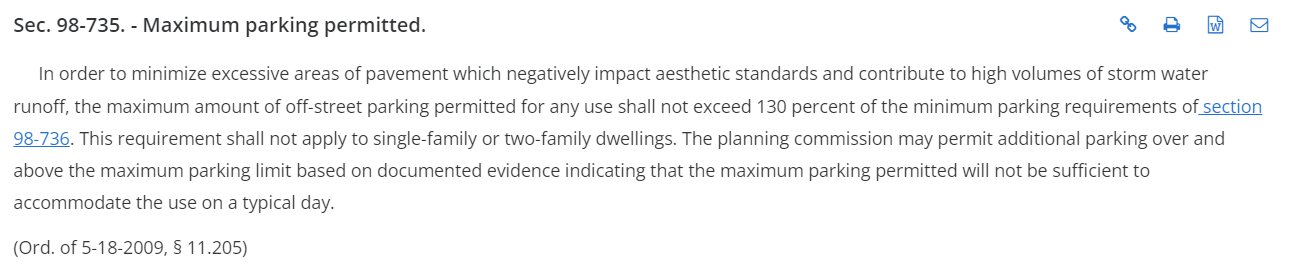 Sec. 98-735. - Maximum parking permitted.
In order to minimize excessive areas of pavement which negatively impact aesthetic standards and contribute to high volumes of storm water
runoff, the maximum amount of off-street parking permitted for any use shall not exceed 130 percent of the minimum parking requirements of section
98-736. This requirement shall not apply to single-family or two-family dwellings. The planning commission may permit additional parking over and
above the maximum parking limit based on documented evidence indicating that the maximum parking permitted will not be sufficient to
accommodate the use on a typical day.
(Ord. of 5-18-2009, § 11.205)